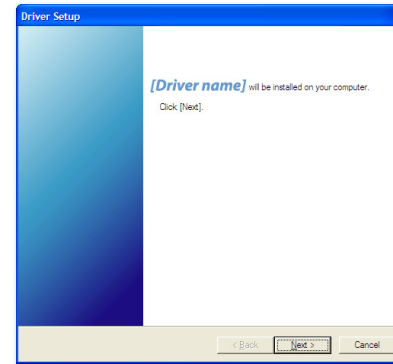 Driver Setup
[Driver name] will be installed on your computer.
Click [Next].
< Back Next > Cancel